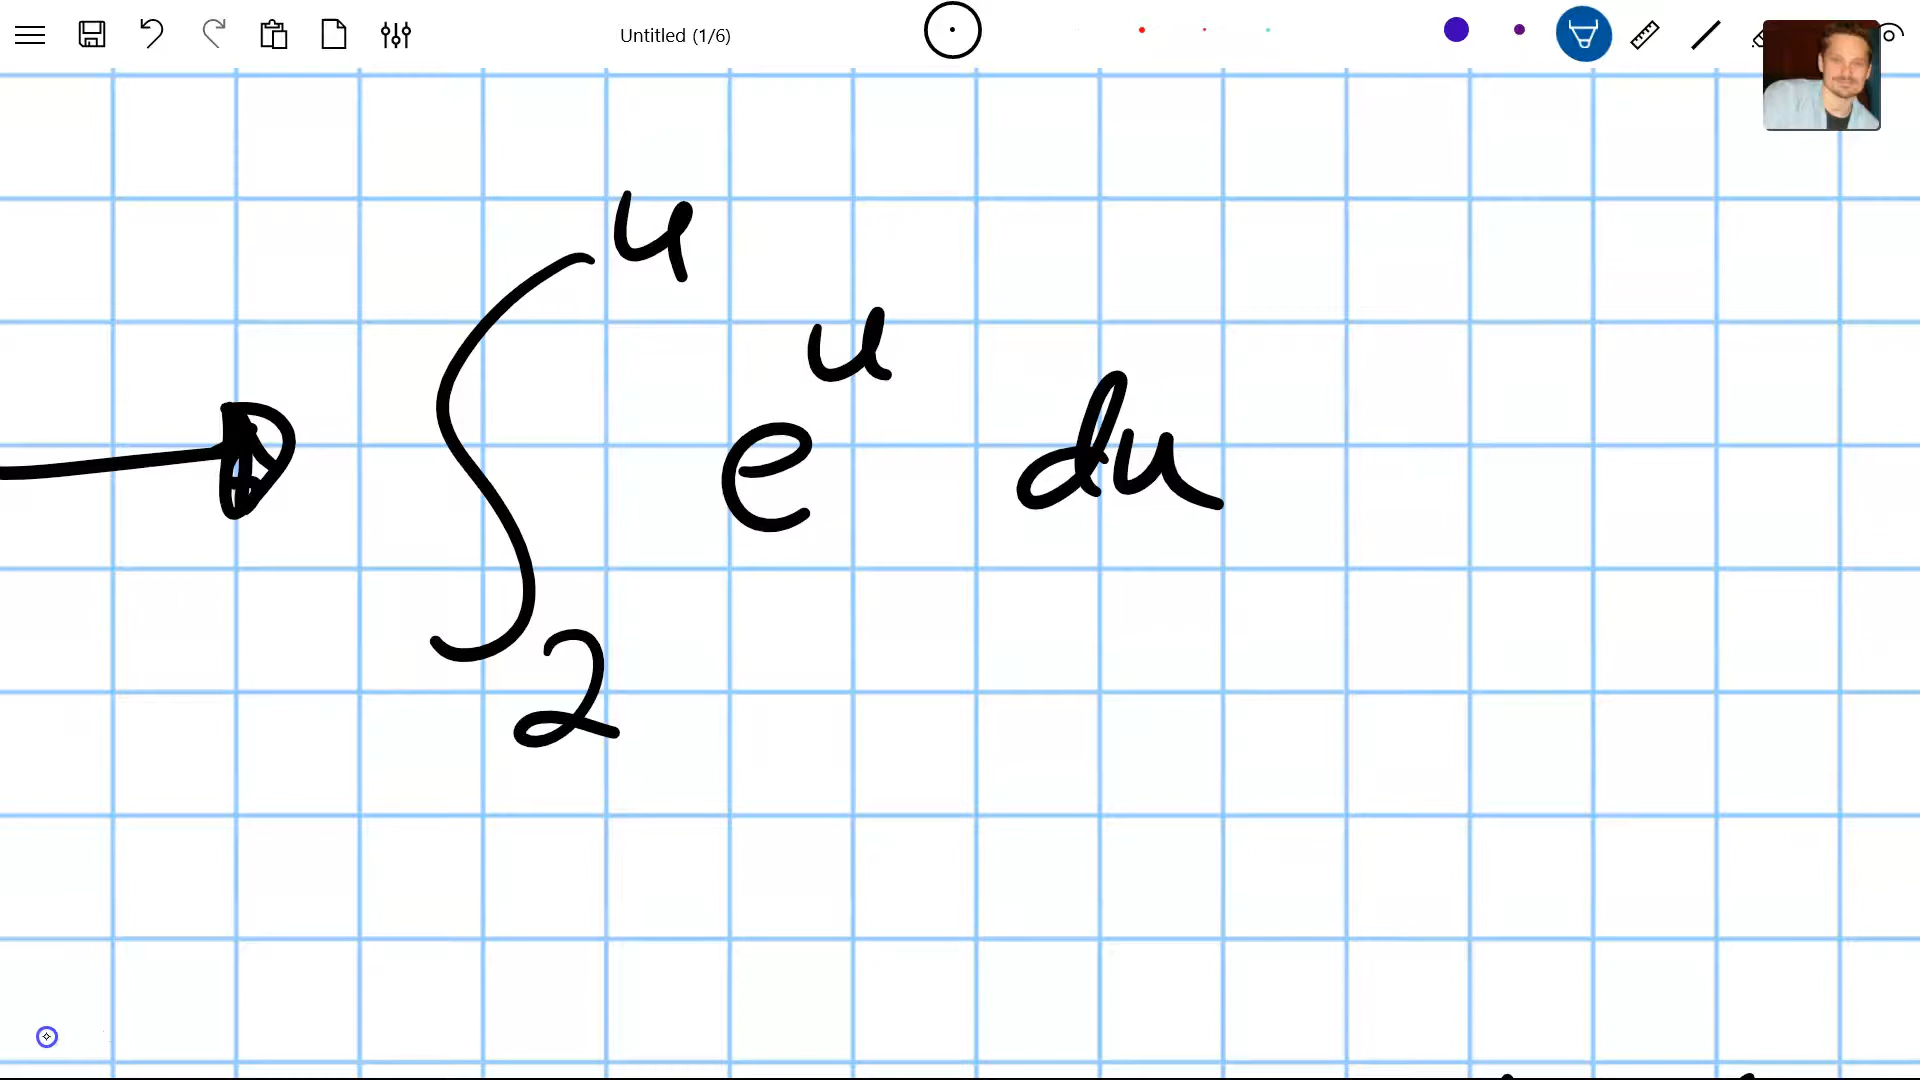 Untitled (1/6)
∫₂⁴ eᵘ du